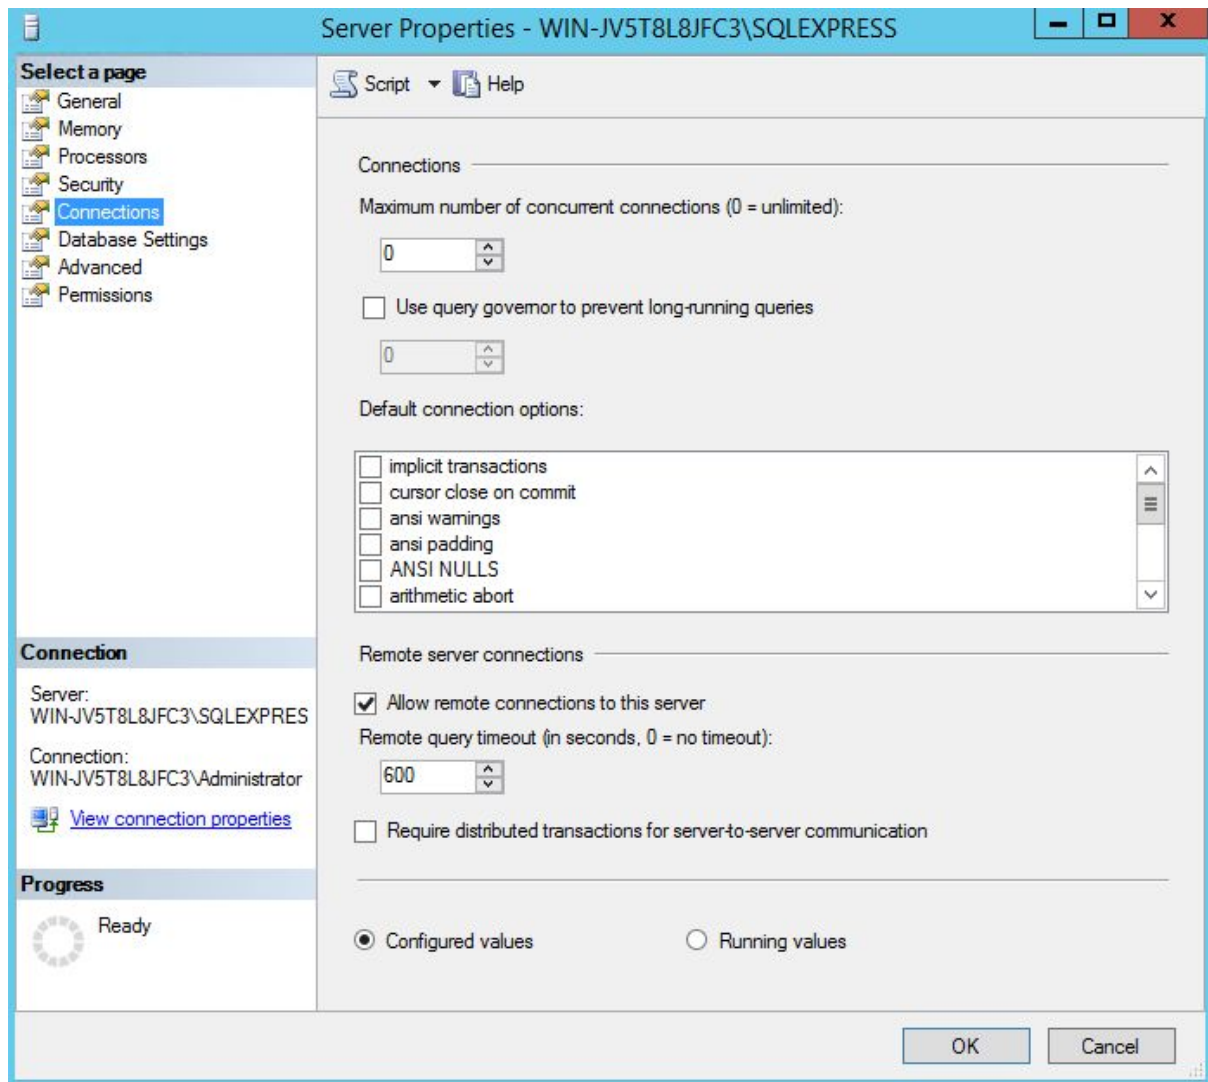 Server Properties - WIN-JV5T8L8JFC3\SQLEXPRESS
Select a page
General
Memory
Processors
Security
Connections
Database Settings
Advanced
Permissions
Script
Help
Connections
Maximum number of concurrent connections (0 = unlimited):
0
Use query governor to prevent long-running queries
0
Default connection options:
implicit transactions
cursor close on commit
ansi warnings
ansi padding
ANSI NULLS
arithmetic abort
Remote server connections
Allow remote connections to this server
Remote query timeout (in seconds, 0 = no timeout):
600
Require distributed transactions for server-to-server communication
Configured values
Running values
Connection
Server:
WIN-JV5T8L8JFC3\SQLEXPRES
Connection:
WIN-JV5T8L8JFC3\Administrator
View connection properties
Progress
Ready
OK
Cancel